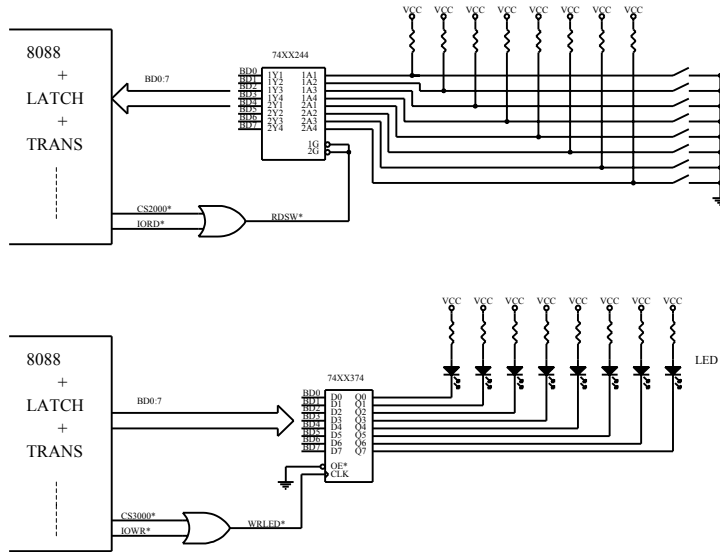 VCC VCC VCC VCC VCC VCC VCC VCC
8088
+
LATCH
+
TRANS
BD0:7
74XX244
BD0 1Y1 1A1
BD1 1Y2 1A2
BD2 1Y3 1A3
BD3 1Y4 1A4
BD4 2Y1 2A1
BD5 2Y2 2A2
BD6 2Y3 2A3
BD7 2Y4 2A4
1G
2G
CS2000*
IORD*
RDSW*
VCC VCC VCC VCC VCC VCC VCC VCC
LED
8088
+
LATCH
+
TRANS
BD0:7
74XX374
BD0 D0 Q0
BD1 D1 Q1
BD2 D2 Q2
BD3 D3 Q3
BD4 D4 Q4
BD5 D5 Q5
BD6 D6 Q6
BD7 D7 Q7
OE*
CLK
CS3000*
IOWR*
WRLED*